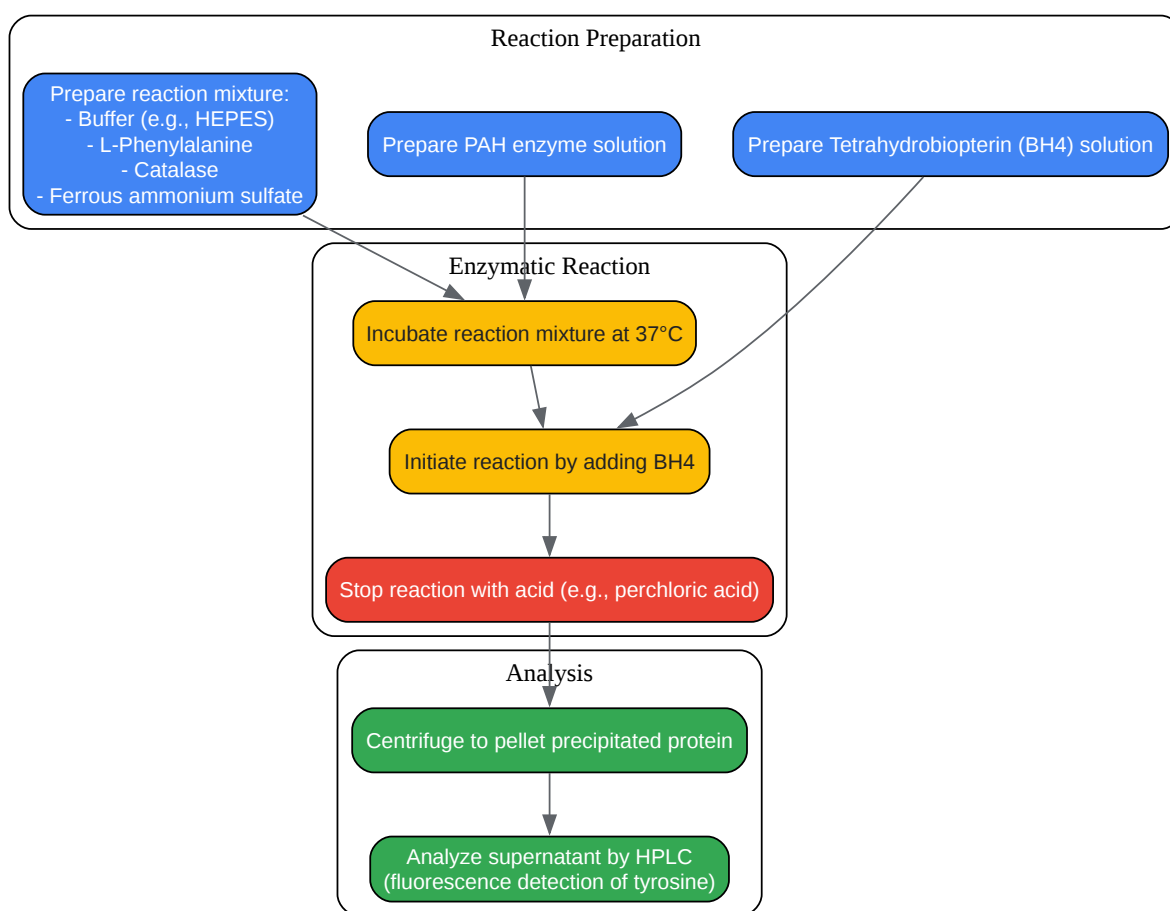 Reaction Preparation
Prepare reaction mixture:
- Buffer (e.g., HEPES)
- L-Phenylalanine
- Catalase
- Ferrous ammonium sulfate
Prepare PAH enzyme solution
Prepare Tetrahydrobiopterin (BH4) solution
Enzymatic Reaction
Incubate reaction mixture at 37°C
Initiate reaction by adding BH4
Stop reaction with acid (e.g., perchloric acid)
Analysis
Centrifuge to pellet precipitated protein
Analyze supernatant by HPLC
(fluorescence detection of tyrosine)